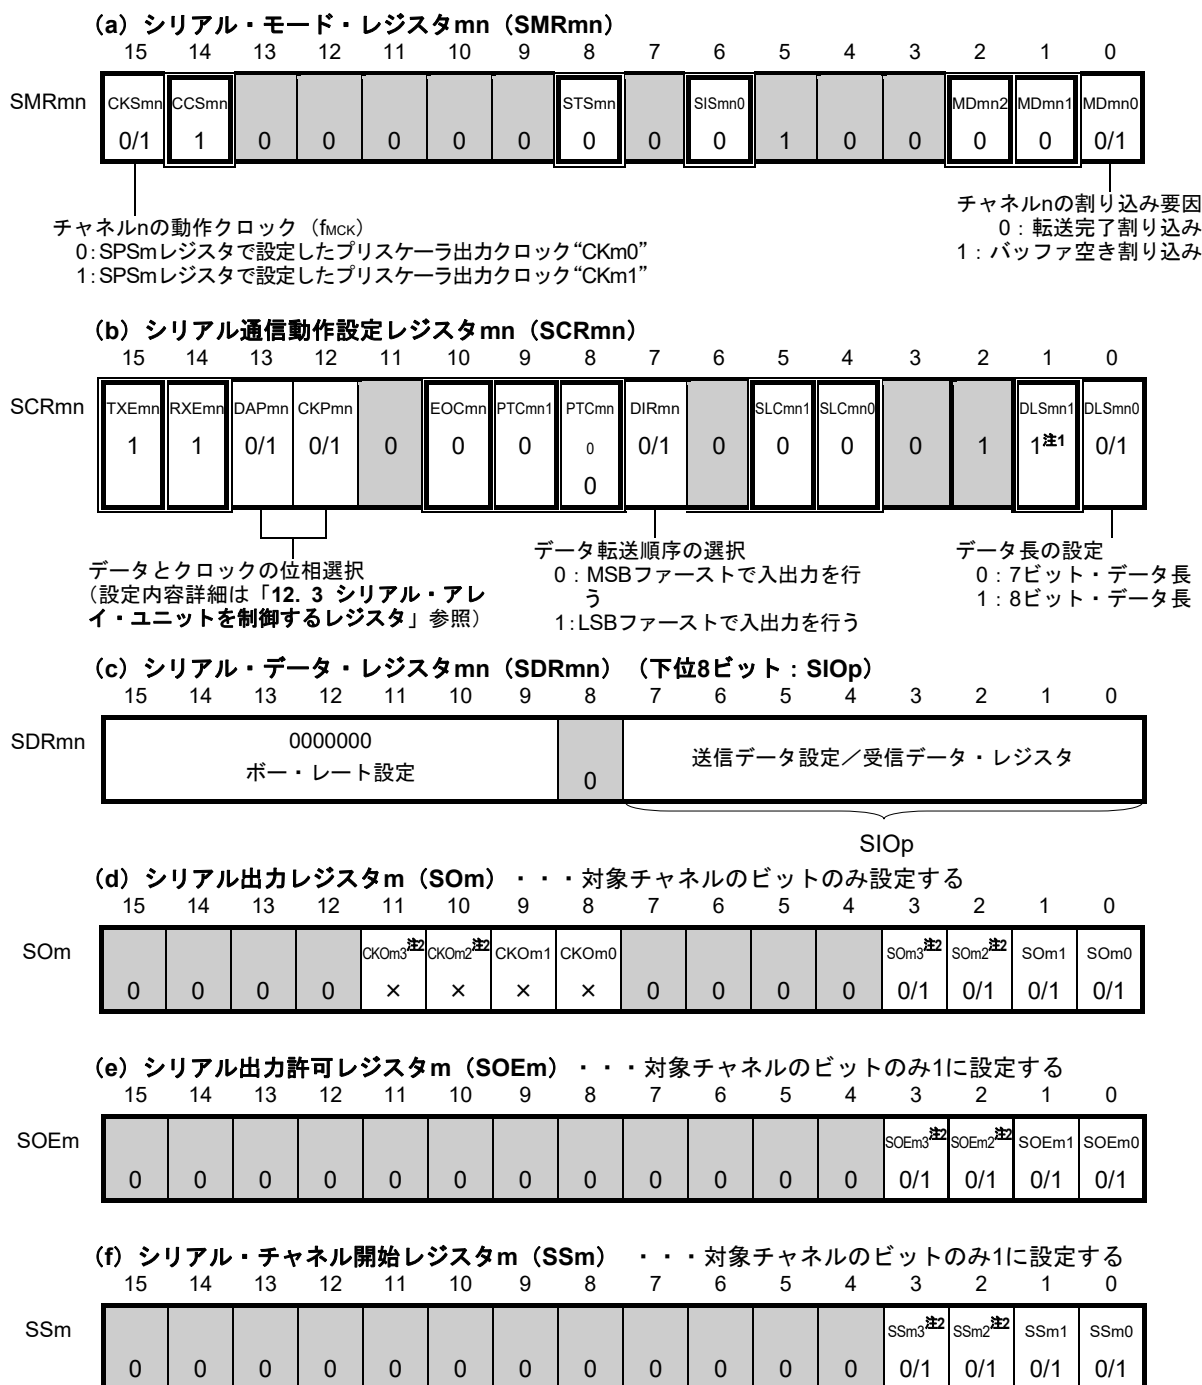 （a）シリアル・モード・レジスタmn（SMRmn）
15 14 13 12 11 10 9 8 7 6 5 4 3 2 1 0
SMRmn CKSmn CCSmn STSmn SISmn0 MDmn2 MDmn1 MDmn0
0/1 1 0 0 0 0 0 0 0 0 1 0 0 0 0 0/1
チャネルnの動作クロック（fMCK）
0：SPSmレジスタで設定したプリスケーラ出力クロック“CKm0”
1：SPSmレジスタで設定したプリスケーラ出力クロック“CKm1”
チャネルnの割り込み要因
0：転送完了割り込み
1：バッファ空き割り込み
（b）シリアル通信動作設定レジスタmn（SCRmn）
15 14 13 12 11 10 9 8 7 6 5 4 3 2 1 0
SCRmn TXEmn RXEmn DAPmn CKPmn EOCmn PTCmn1 PTCmn DIRmn SLCmn1 SLCmn0 DLSmn1 DLSmn0
1 1 0/1 0/1 0 0 0 0 0/1 0 0 0 0 1 1注1 0/1
0
データとクロックの位相選択
（設定内容詳細は「12. 3 シリアル・アレ
イ・ユニットを制御するレジスタ」参照）
データ転送順序の選択
0：MSBファーストで入出力を行
う
1：LSBファーストで入出力を行う
データ長の設定
0：7ビット・データ長
1：8ビット・データ長
（c）シリアル・データ・レジスタmn（SDRmn）（下位8ビット：SIOp）
15 14 13 12 11 10 9 8 7 6 5 4 3 2 1 0
SDRmn
0000000
ボー・レート設定
0
送信データ設定／受信データ・レジスタ
SIOp
（d）シリアル出力レジスタm（SOm）・・・対象チャネルのビットのみ設定する
15 14 13 12 11 10 9 8 7 6 5 4 3 2 1 0
SOm CKOm3注2 CKOm2注2 CKOm1 CKOm0 SOm3注2 SOm2注2 SOm1 SOm0
0 0 0 0 × × × × 0 0 0 0 0/1 0/1 0/1 0/1
（e）シリアル出力許可レジスタm（SOEm）・・・対象チャネルのビットのみ1に設定する
15 14 13 12 11 10 9 8 7 6 5 4 3 2 1 0
SOEm SOEm3注2 SOEm2注2 SOEm1 SOEm0
0 0 0 0 0 0 0 0 0 0 0 0 0/1 0/1 0/1 0/1
（f）シリアル・チャネル開始レジスタm（SSm）・・・対象チャネルのビットのみ1に設定する
15 14 13 12 11 10 9 8 7 6 5 4 3 2 1 0
SSm SSm3注2 SSm2注2 SSm1 SSm0
0 0 0 0 0 0 0 0 0 0 0 0 0/1 0/1 0/1 0/1